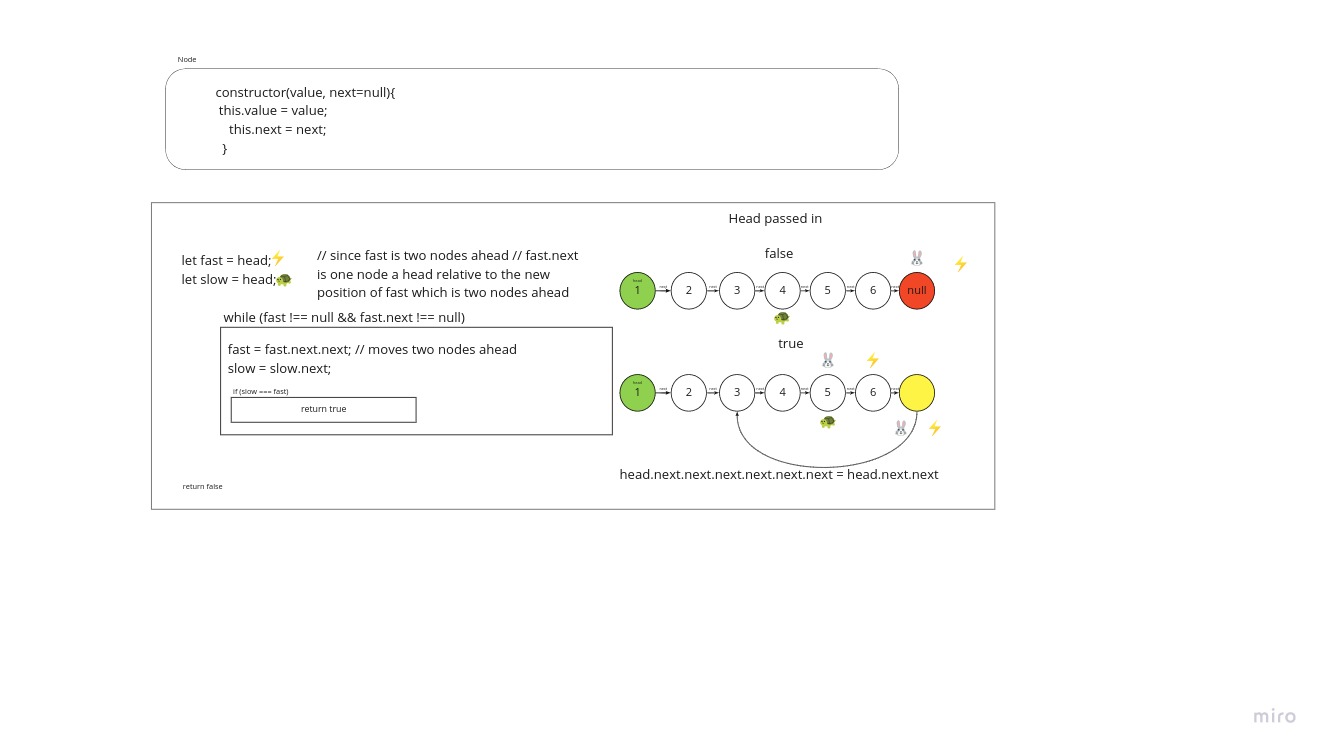 Node
constructor(value, next=null){
this.value = value;
this.next = next;
}
Head passed in
let fast = head;⚡
let slow = head;🐢
// since fast is two nodes ahead // fast.next
is one node a head relative to the new
position of fast which is two nodes ahead
while (fast !== null && fast.next !== null)
fast = fast.next.next; // moves two nodes ahead
slow = slow.next;
if (slow === fast)
return true
return false
false
head
1 next 2 next 3 next 4 next 5 next 6 next null
true
head
1 next 2 next 3 next 4 next 5 next 6 next
head.next.next.next.next.next.next = head.next.next
miro